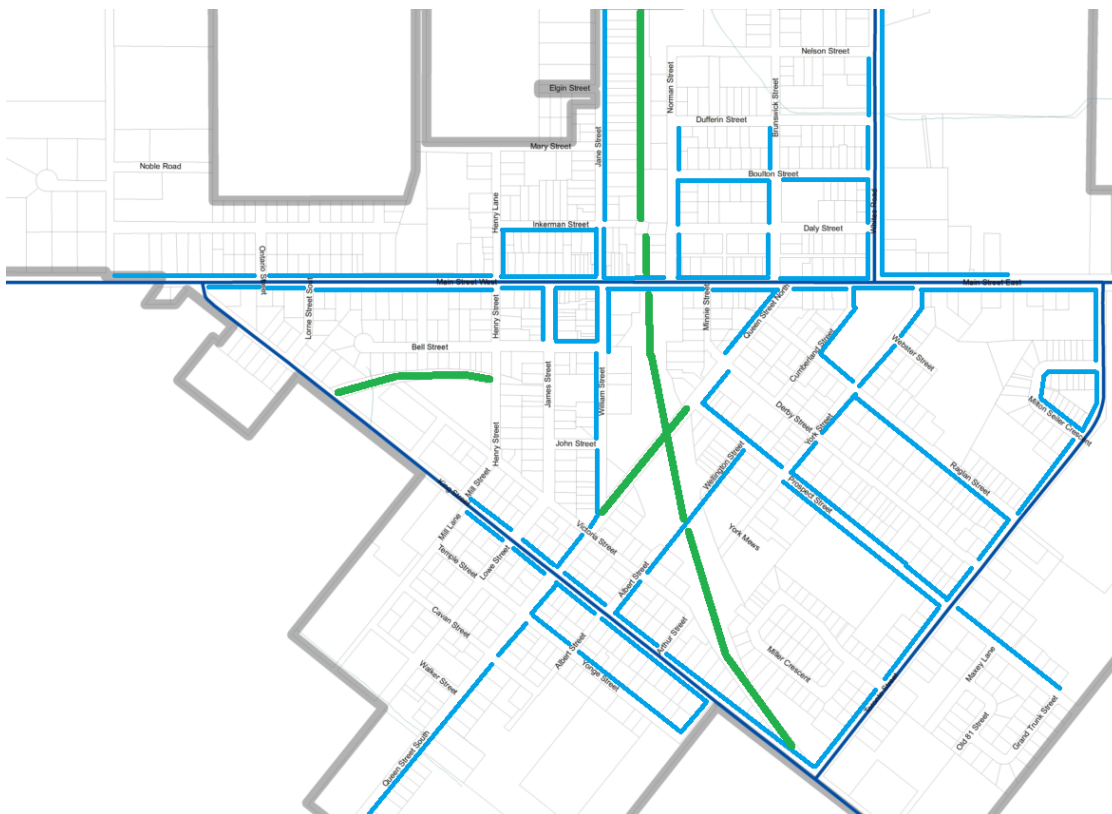 Nelson Street
Elgin Street
Norman Street
Brunswick Street
Dufferin Street
Jane Street
Mary Street
Noble Road
Boulton Street
Henry Lane
Inkerman Street
Daly Street
Ontario Street
Main Street West
Main Street East
Lorne Street Sout
Henry Street
Minnie Street
Queen Street North
Bell Street
Cumberland Street
Webster Street
James Street
William Street
Milton Seiler Crescent
Derby Street
York Street
Henry Street
John Street
Wellington Street
Raglan Street
Mill Street
Prospect Street
Mill Lane
Victoria Street
York Mews
Temple Street
Lowe Street
Albert Street
Cavan Street
Arthur Street
Albert Street
Walker Street
Yonge Street
Miller Crescent
Maxey Lane
Old 81 Street
Grand Trunk Street
Queen Street South